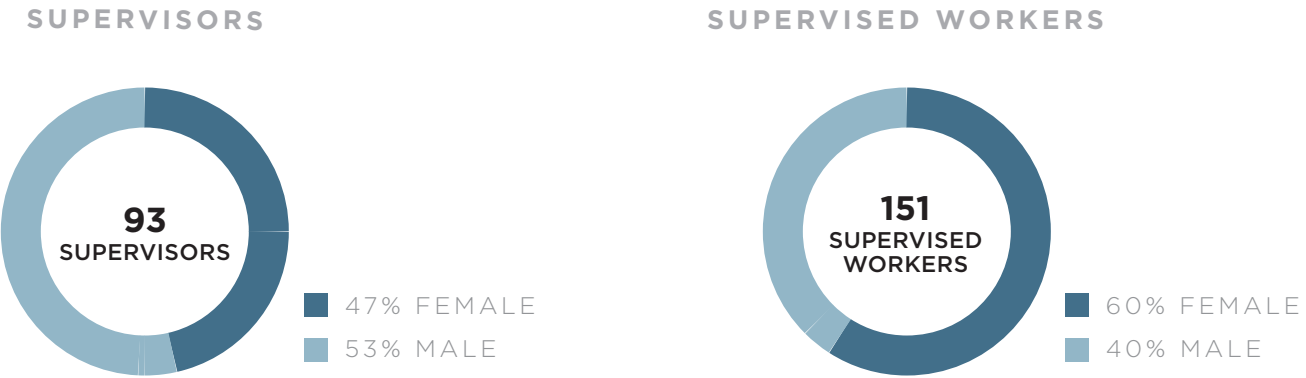 SUPERVISORS
93
SUPERVISORS
47% FEMALE
53% MALE
SUPERVISED WORKERS
151
SUPERVISED
WORKERS
60% FEMALE
40% MALE